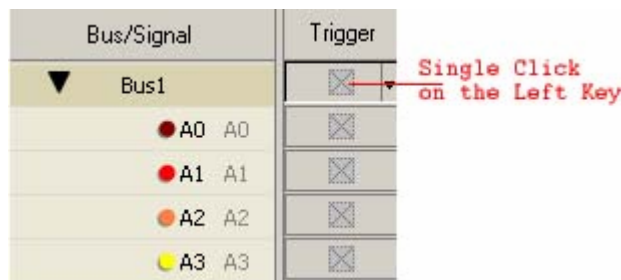 Bus/Signal Trigger
Bus1 Single Click
on the Left Key
A0 A0
A1 A1
A2 A2
A3 A3